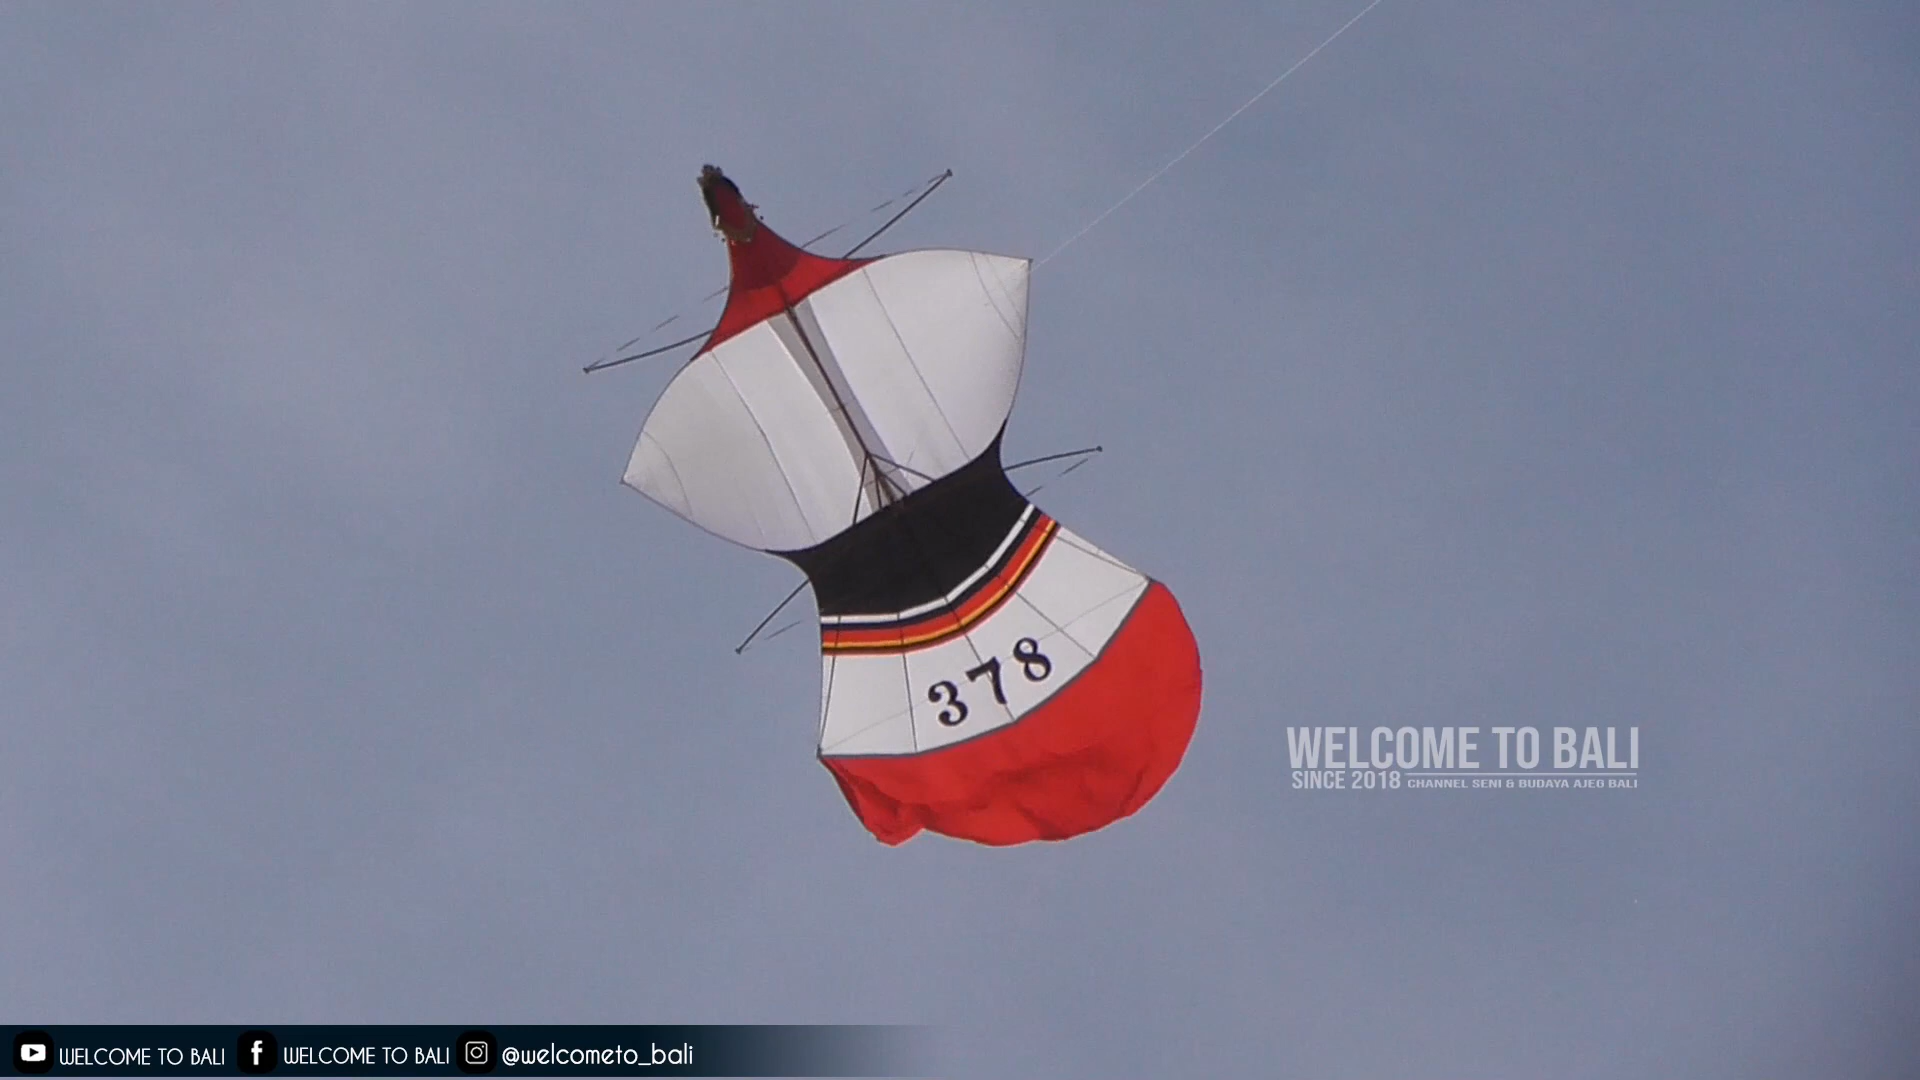 378
WELCOME TO BALI
SINCE 2018 CHANNEL SENI & BUDAYA AJEG BALI
WELCOME TO BALI WELCOME TO BALI @welcometo_bali